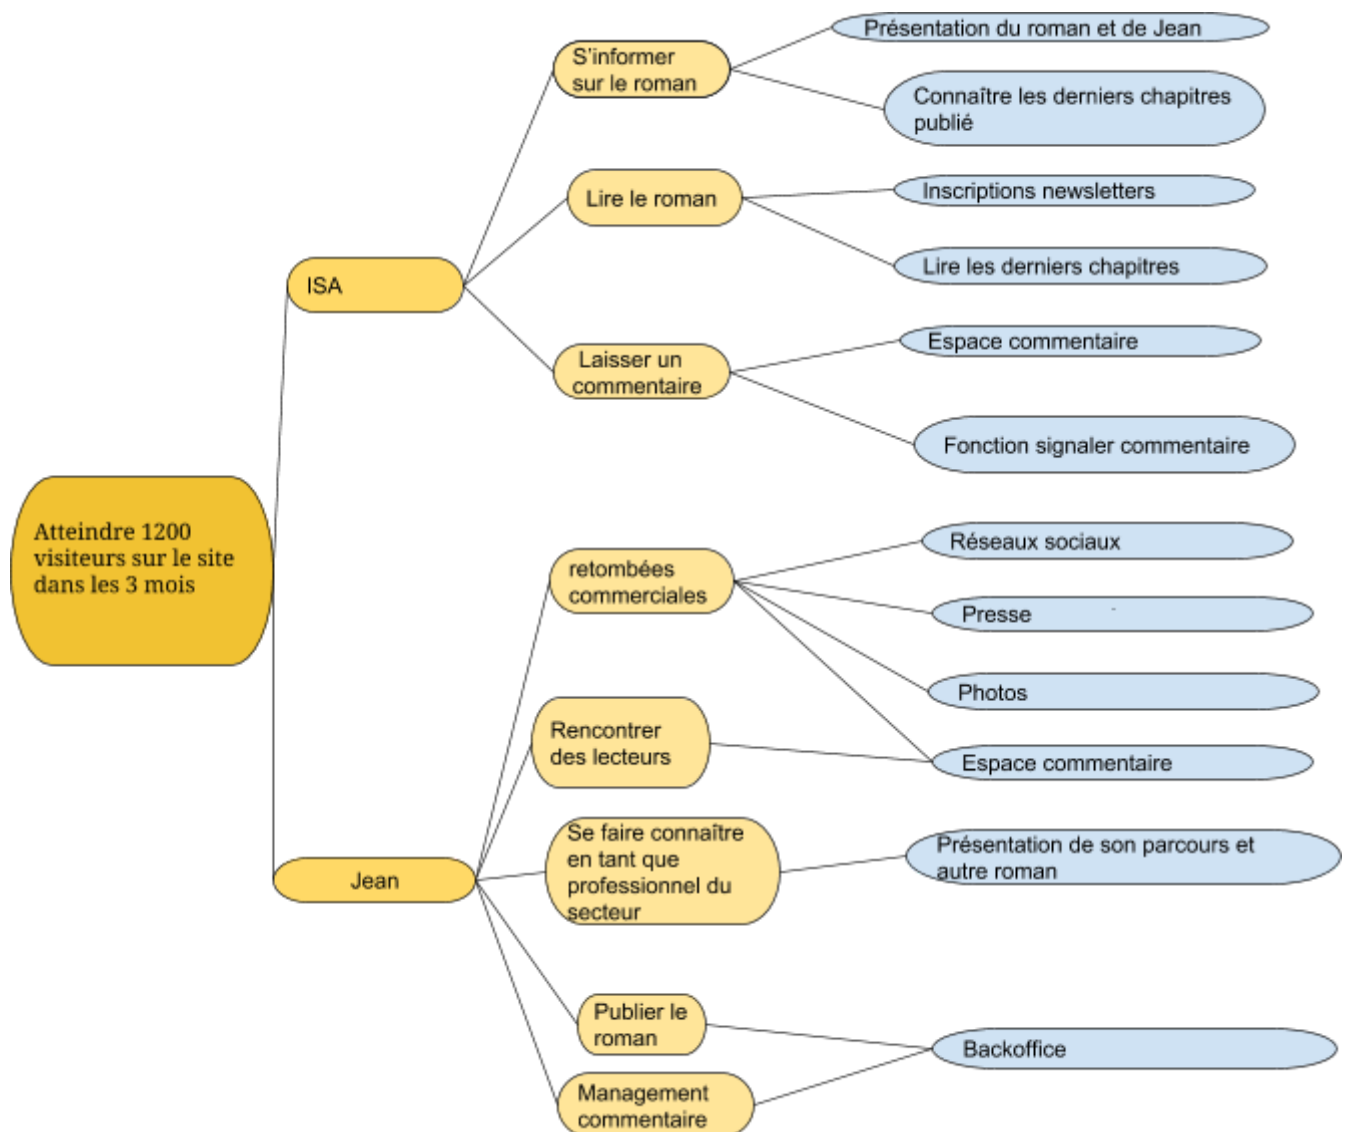 Atteindre 1200
visiteurs sur le site
dans les 3 mois
ISA
S'informer
sur le roman
Présentation du roman et de Jean
Connaître les derniers chapitres
publié
Lire le roman
Inscriptions newsletters
Lire les derniers chapitres
Laisser un
commentaire
Espace commentaire
Fonction signaler commentaire
Jean
retombées
commerciales
Réseaux sociaux
Presse
Photos
Espace commentaire
Rencontrer
des lecteurs
Se faire connaître
en tant que
professionnel du
secteur
Présentation de son parcours et
autre roman
Publier le
roman
Management
commentaire
Backoffice